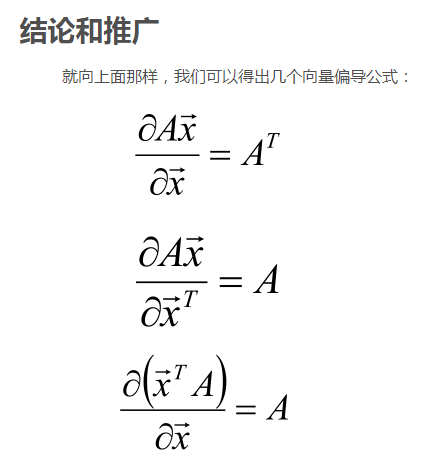 结论和推广
就向上面那样，我们可以得出几个向量偏导公式：
\frac{\partial A\vec{x}}{\partial \vec{x}} = A^T
\frac{\partial A\vec{x}}{\partial \vec{x}^T} = A
\frac{\partial (\vec{x}^T A)}{\partial \vec{x}} = A